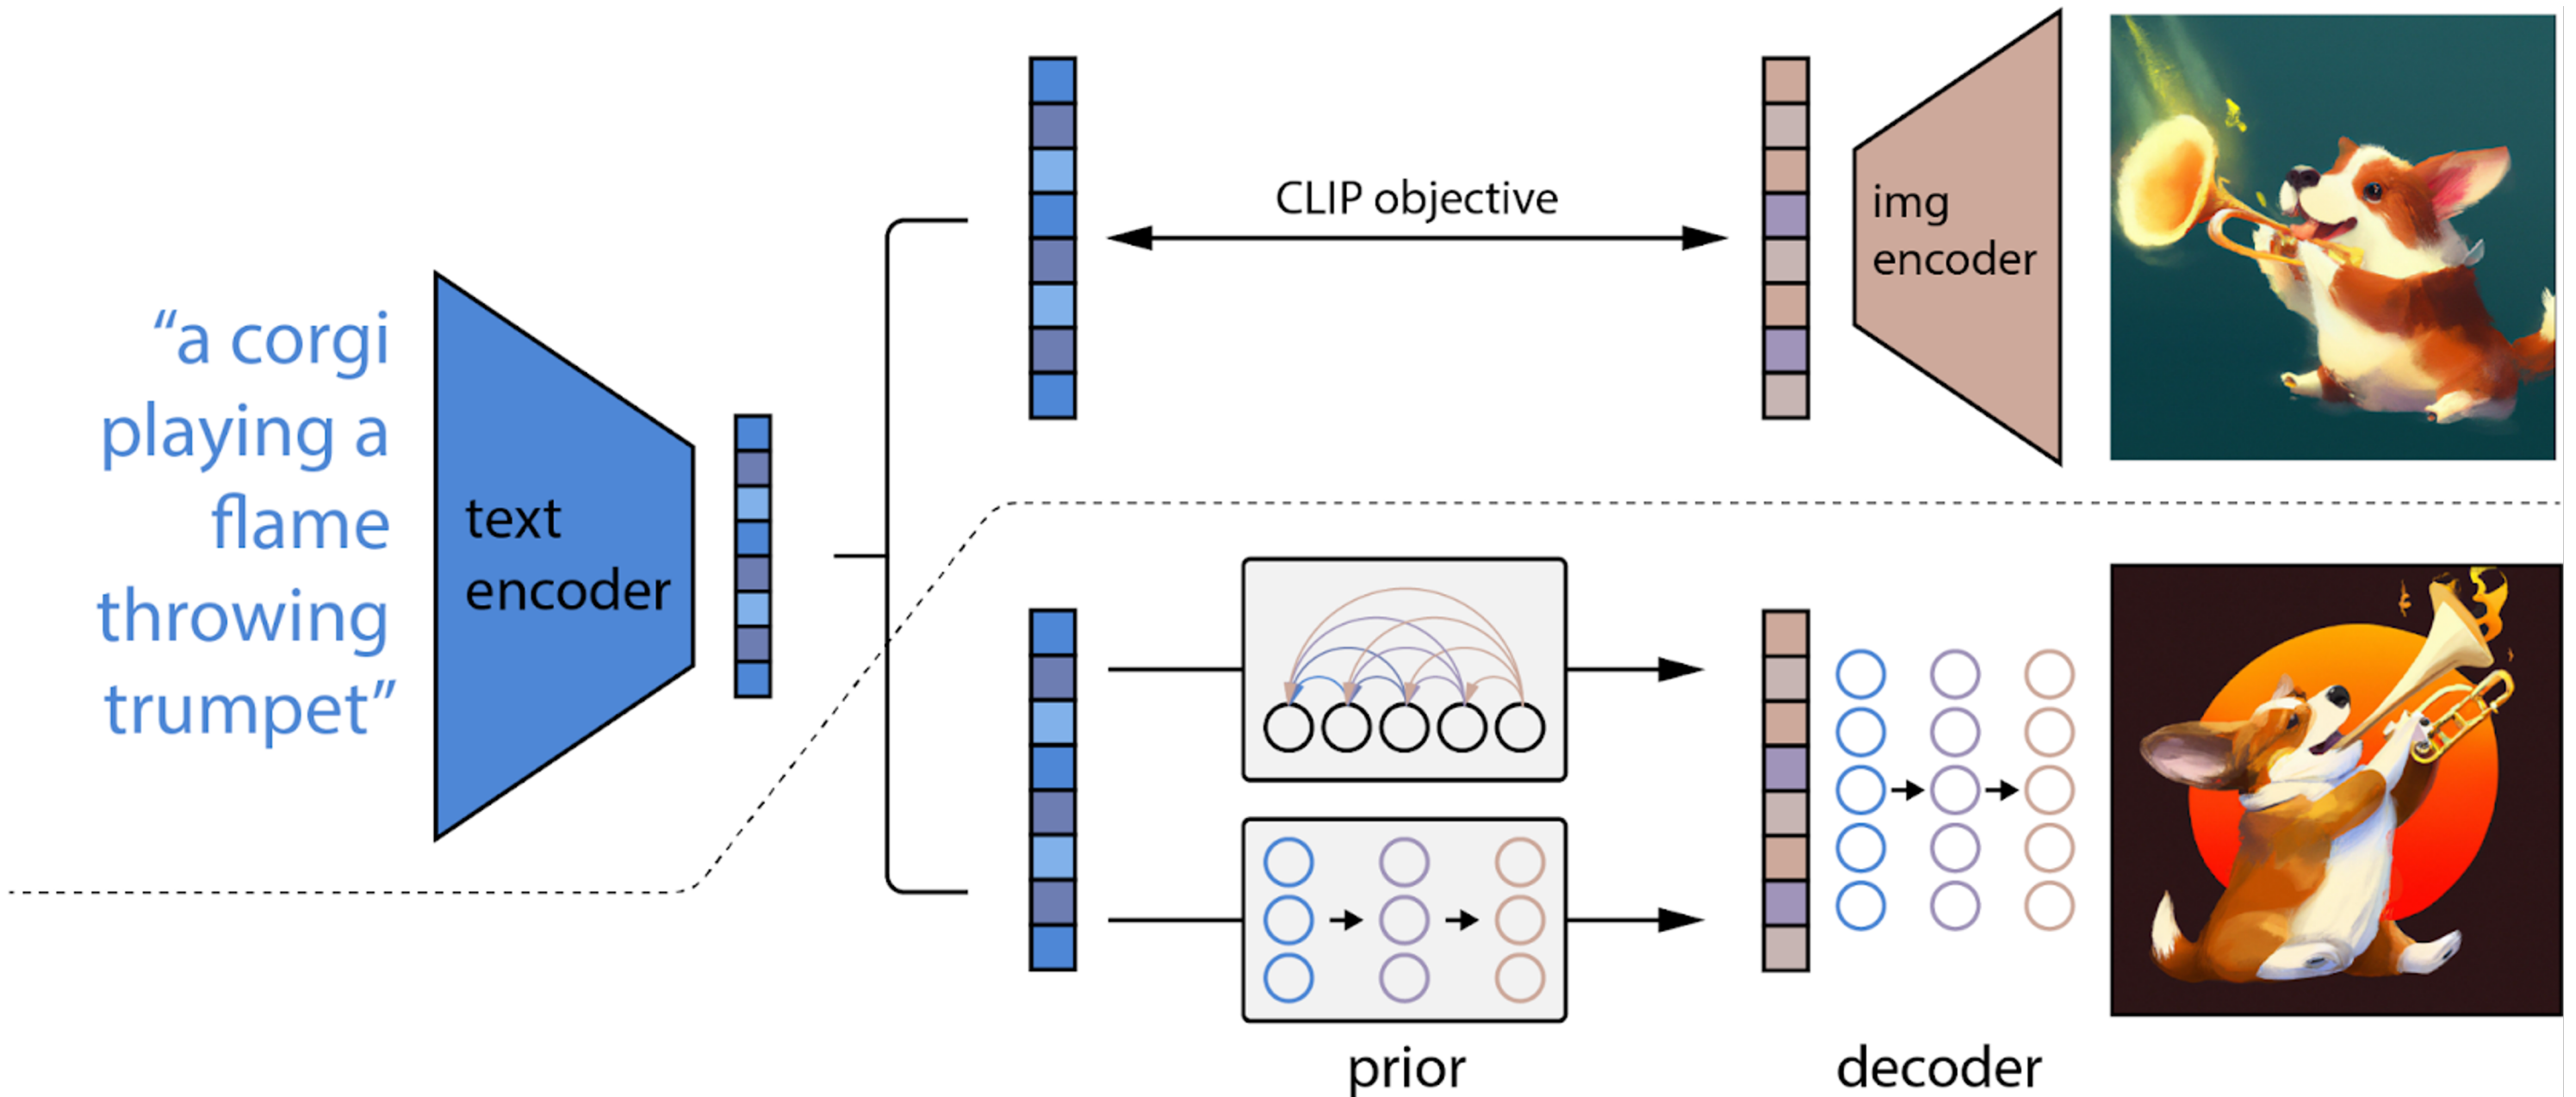 “a corgi
playing a
flame
throwing
trumpet”
text
encoder
CLIP objective
img
encoder
prior
decoder